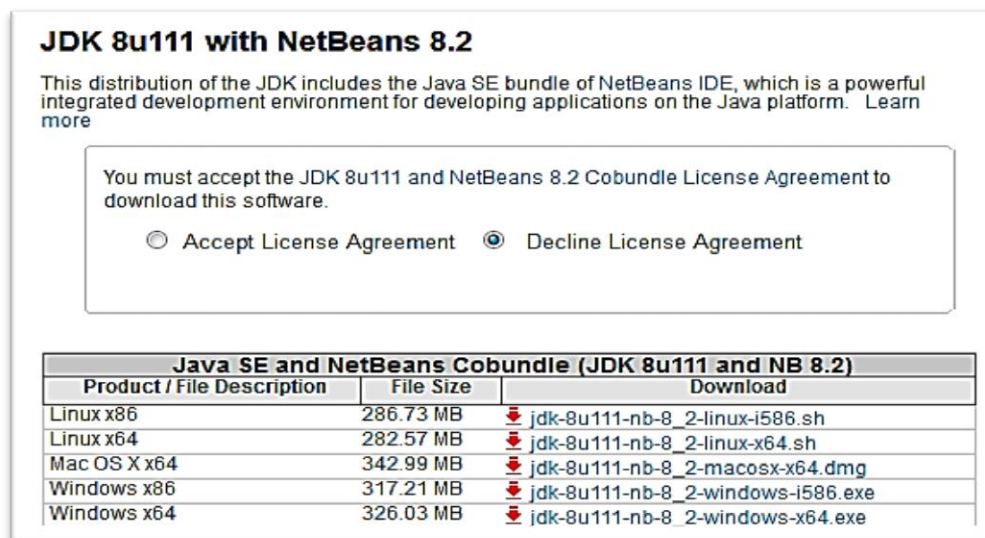 JDK 8u111 with NetBeans 8.2
This distribution of the JDK includes the Java SE bundle of NetBeans IDE, which is a powerful
integrated development environment for developing applications on the Java platform. Learn
more
You must accept the JDK 8u111 and NetBeans 8.2 Cobundle License Agreement to
download this software.
Accept License Agreement Decline License Agreement
Java SE and NetBeans Cobundle (JDK 8u111 and NB 8.2)
Product / File Description File Size Download
Linux x86 286.73 MB jdk-8u111-nb-8_2-linux-i586.sh
Linux x64 282.57 MB jdk-8u111-nb-8_2-linux-x64.sh
Mac OS X x64 342.99 MB jdk-8u111-nb-8_2-macosx-x64.dmg
Windows x86 317.21 MB jdk-8u111-nb-8_2-windows-i586.exe
Windows x64 326.03 MB jdk-8u111-nb-8_2-windows-x64.exe